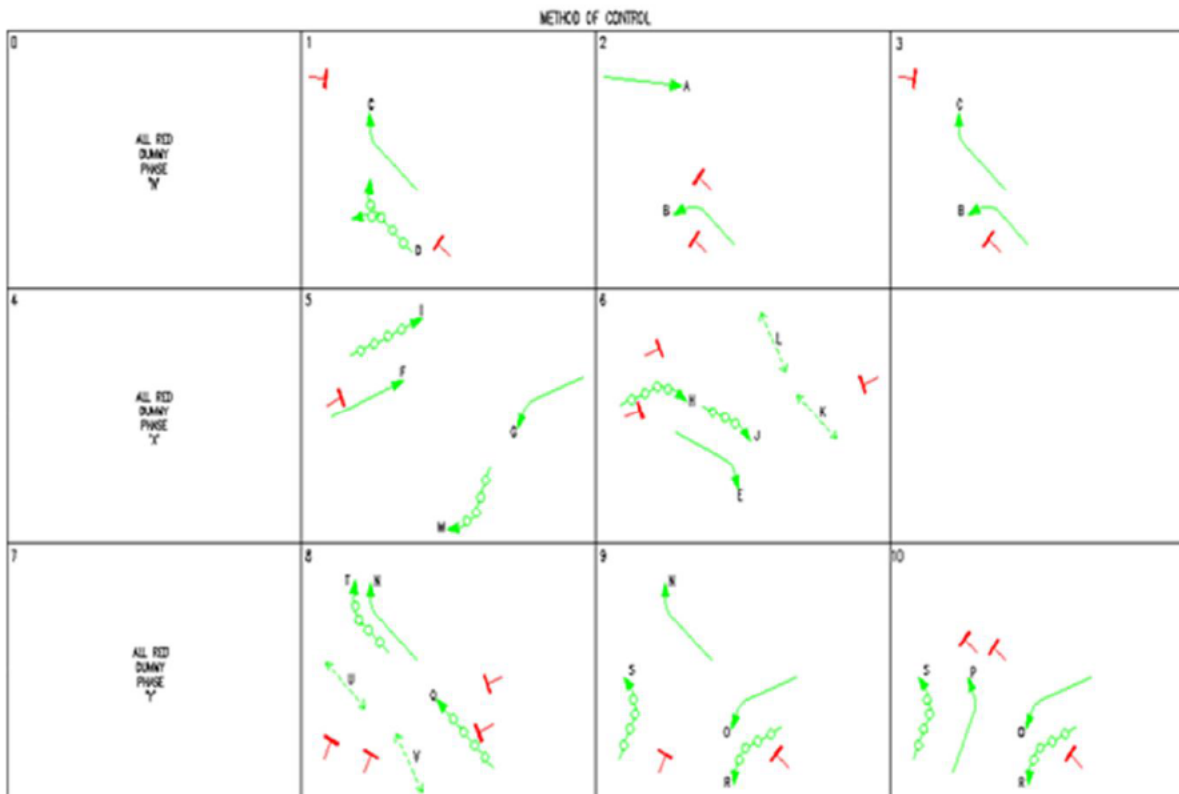 METHOD OF CONTROL
0
ALL RED
DUMMY
PHASE
'W'
1
C
D
2
A
B
3
C
B
4
ALL RED
DUMMY
PHASE
'X'
5
I
F
G
M
6
L
H
K
J
E
7
ALL RED
DUMMY
PHASE
'Y'
8
T N
U
Q
V
9
N
S
O
R
10
S P
O
R